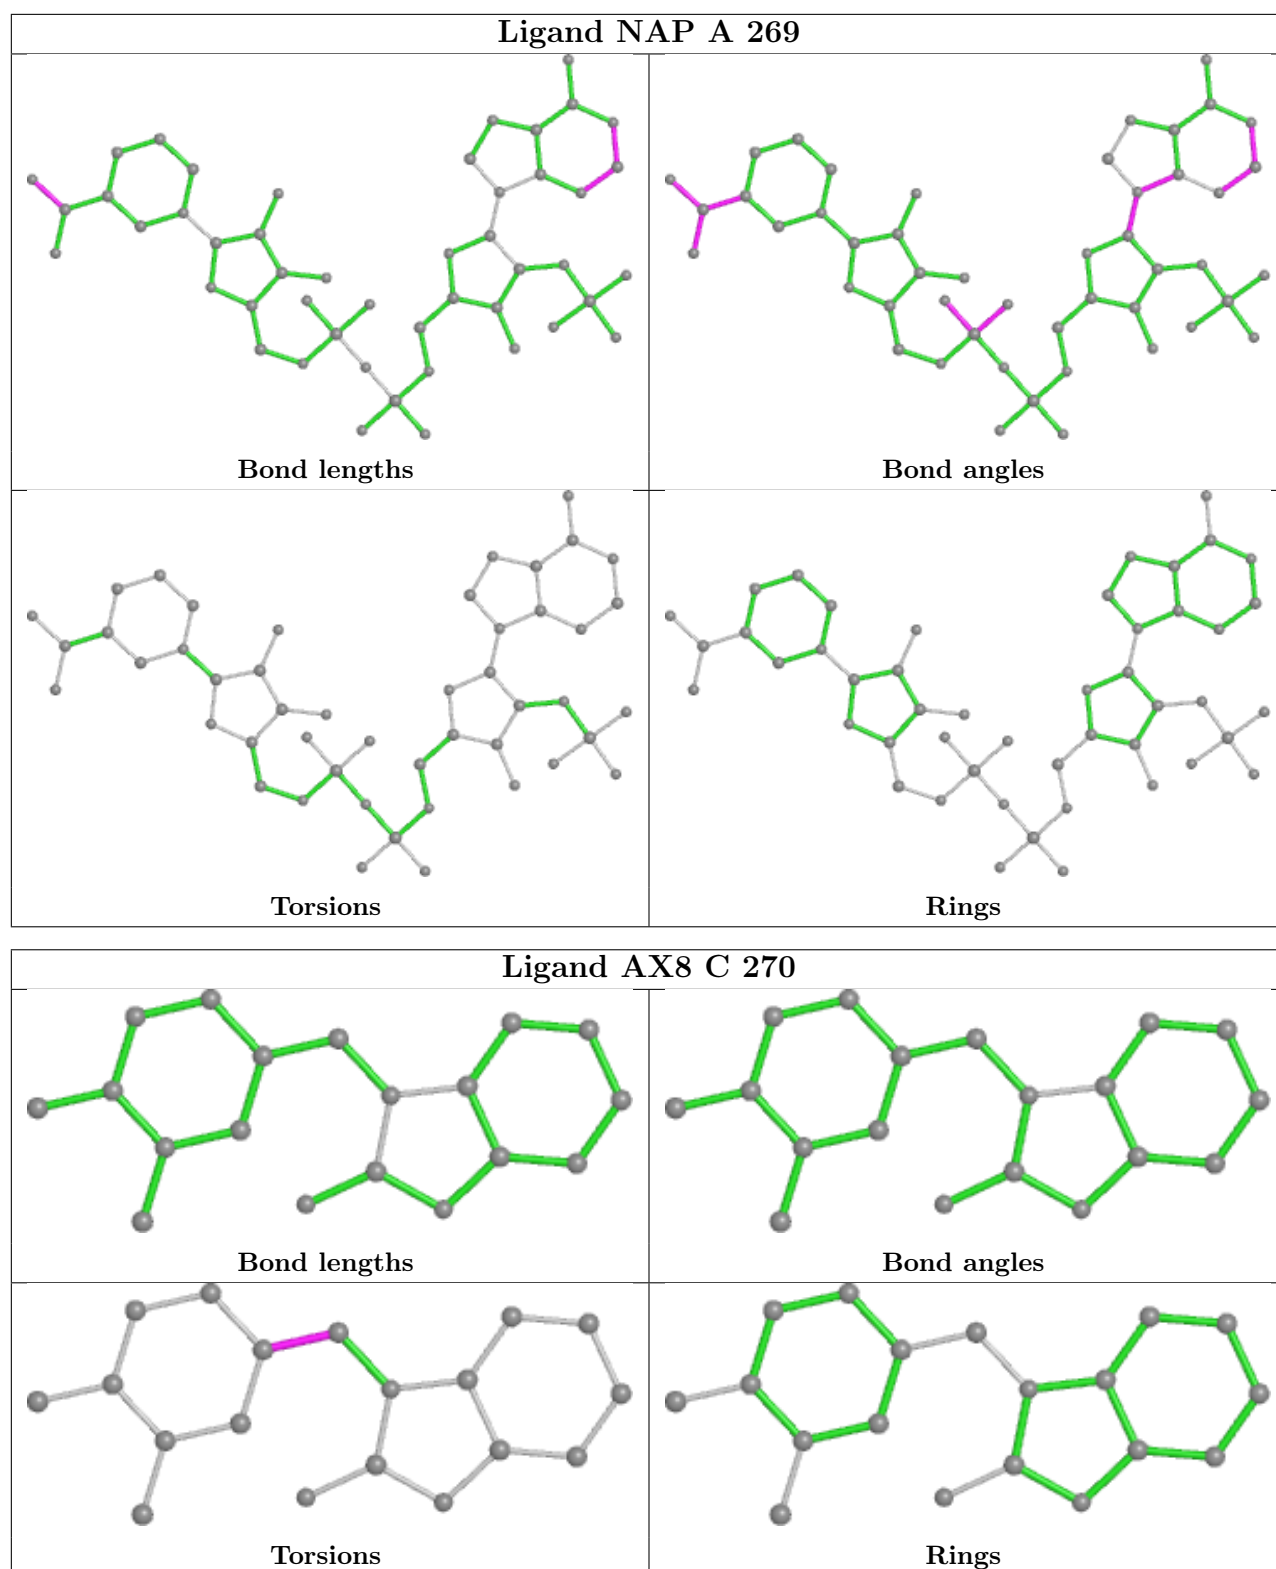 Ligand NAP A 269
Bond lengths
Bond angles
Torsions
Rings
Ligand AX8 C 270
Bond lengths
Bond angles
Torsions
Rings